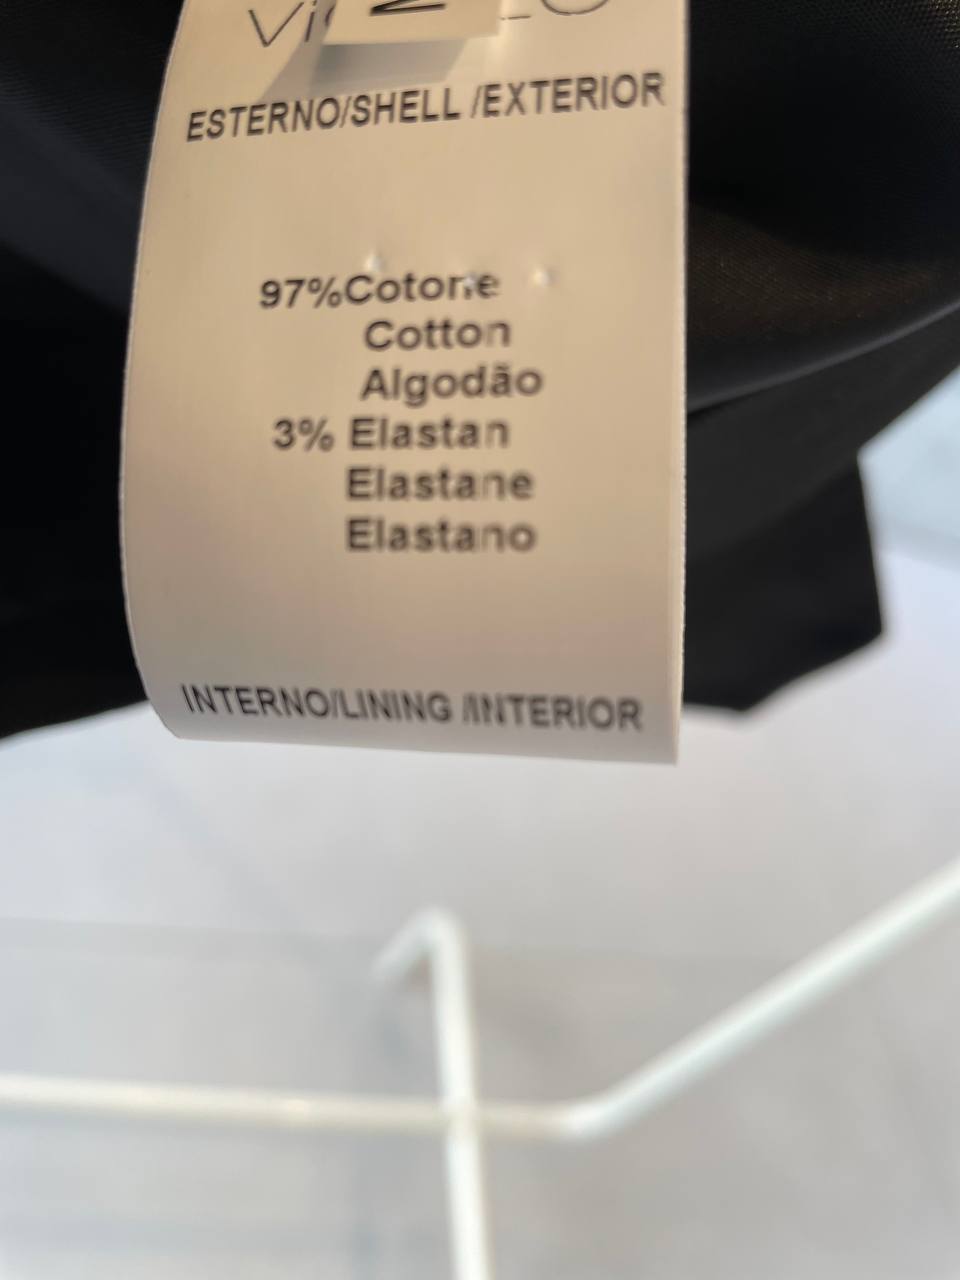 ESTERNO/SHELL /EXTERIOR
97%Cotone
Cotton
Algodão
3% Elastan
Elastane
Elastano
INTERNO/LINING /INTERIOR